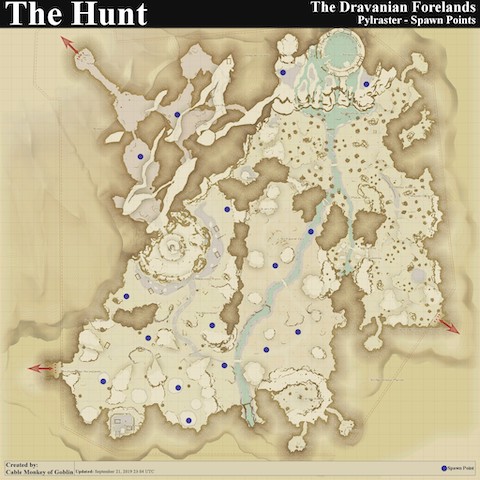 The Hunt
The Dravanian Forelands
Pylraster - Spawn Points
Created by:
Cable Monkey of Goblin
Updated: September 21, 2019 23:46 UTC
Spawn Point